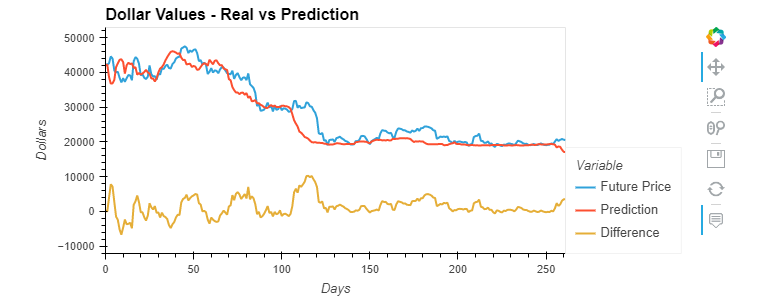 Dollar Values - Real vs Prediction
50000
40000
30000
20000
10000
0
−10000
Dollars
0 50 100 150 200 250
Days
Variable
Future Price
Prediction
Difference